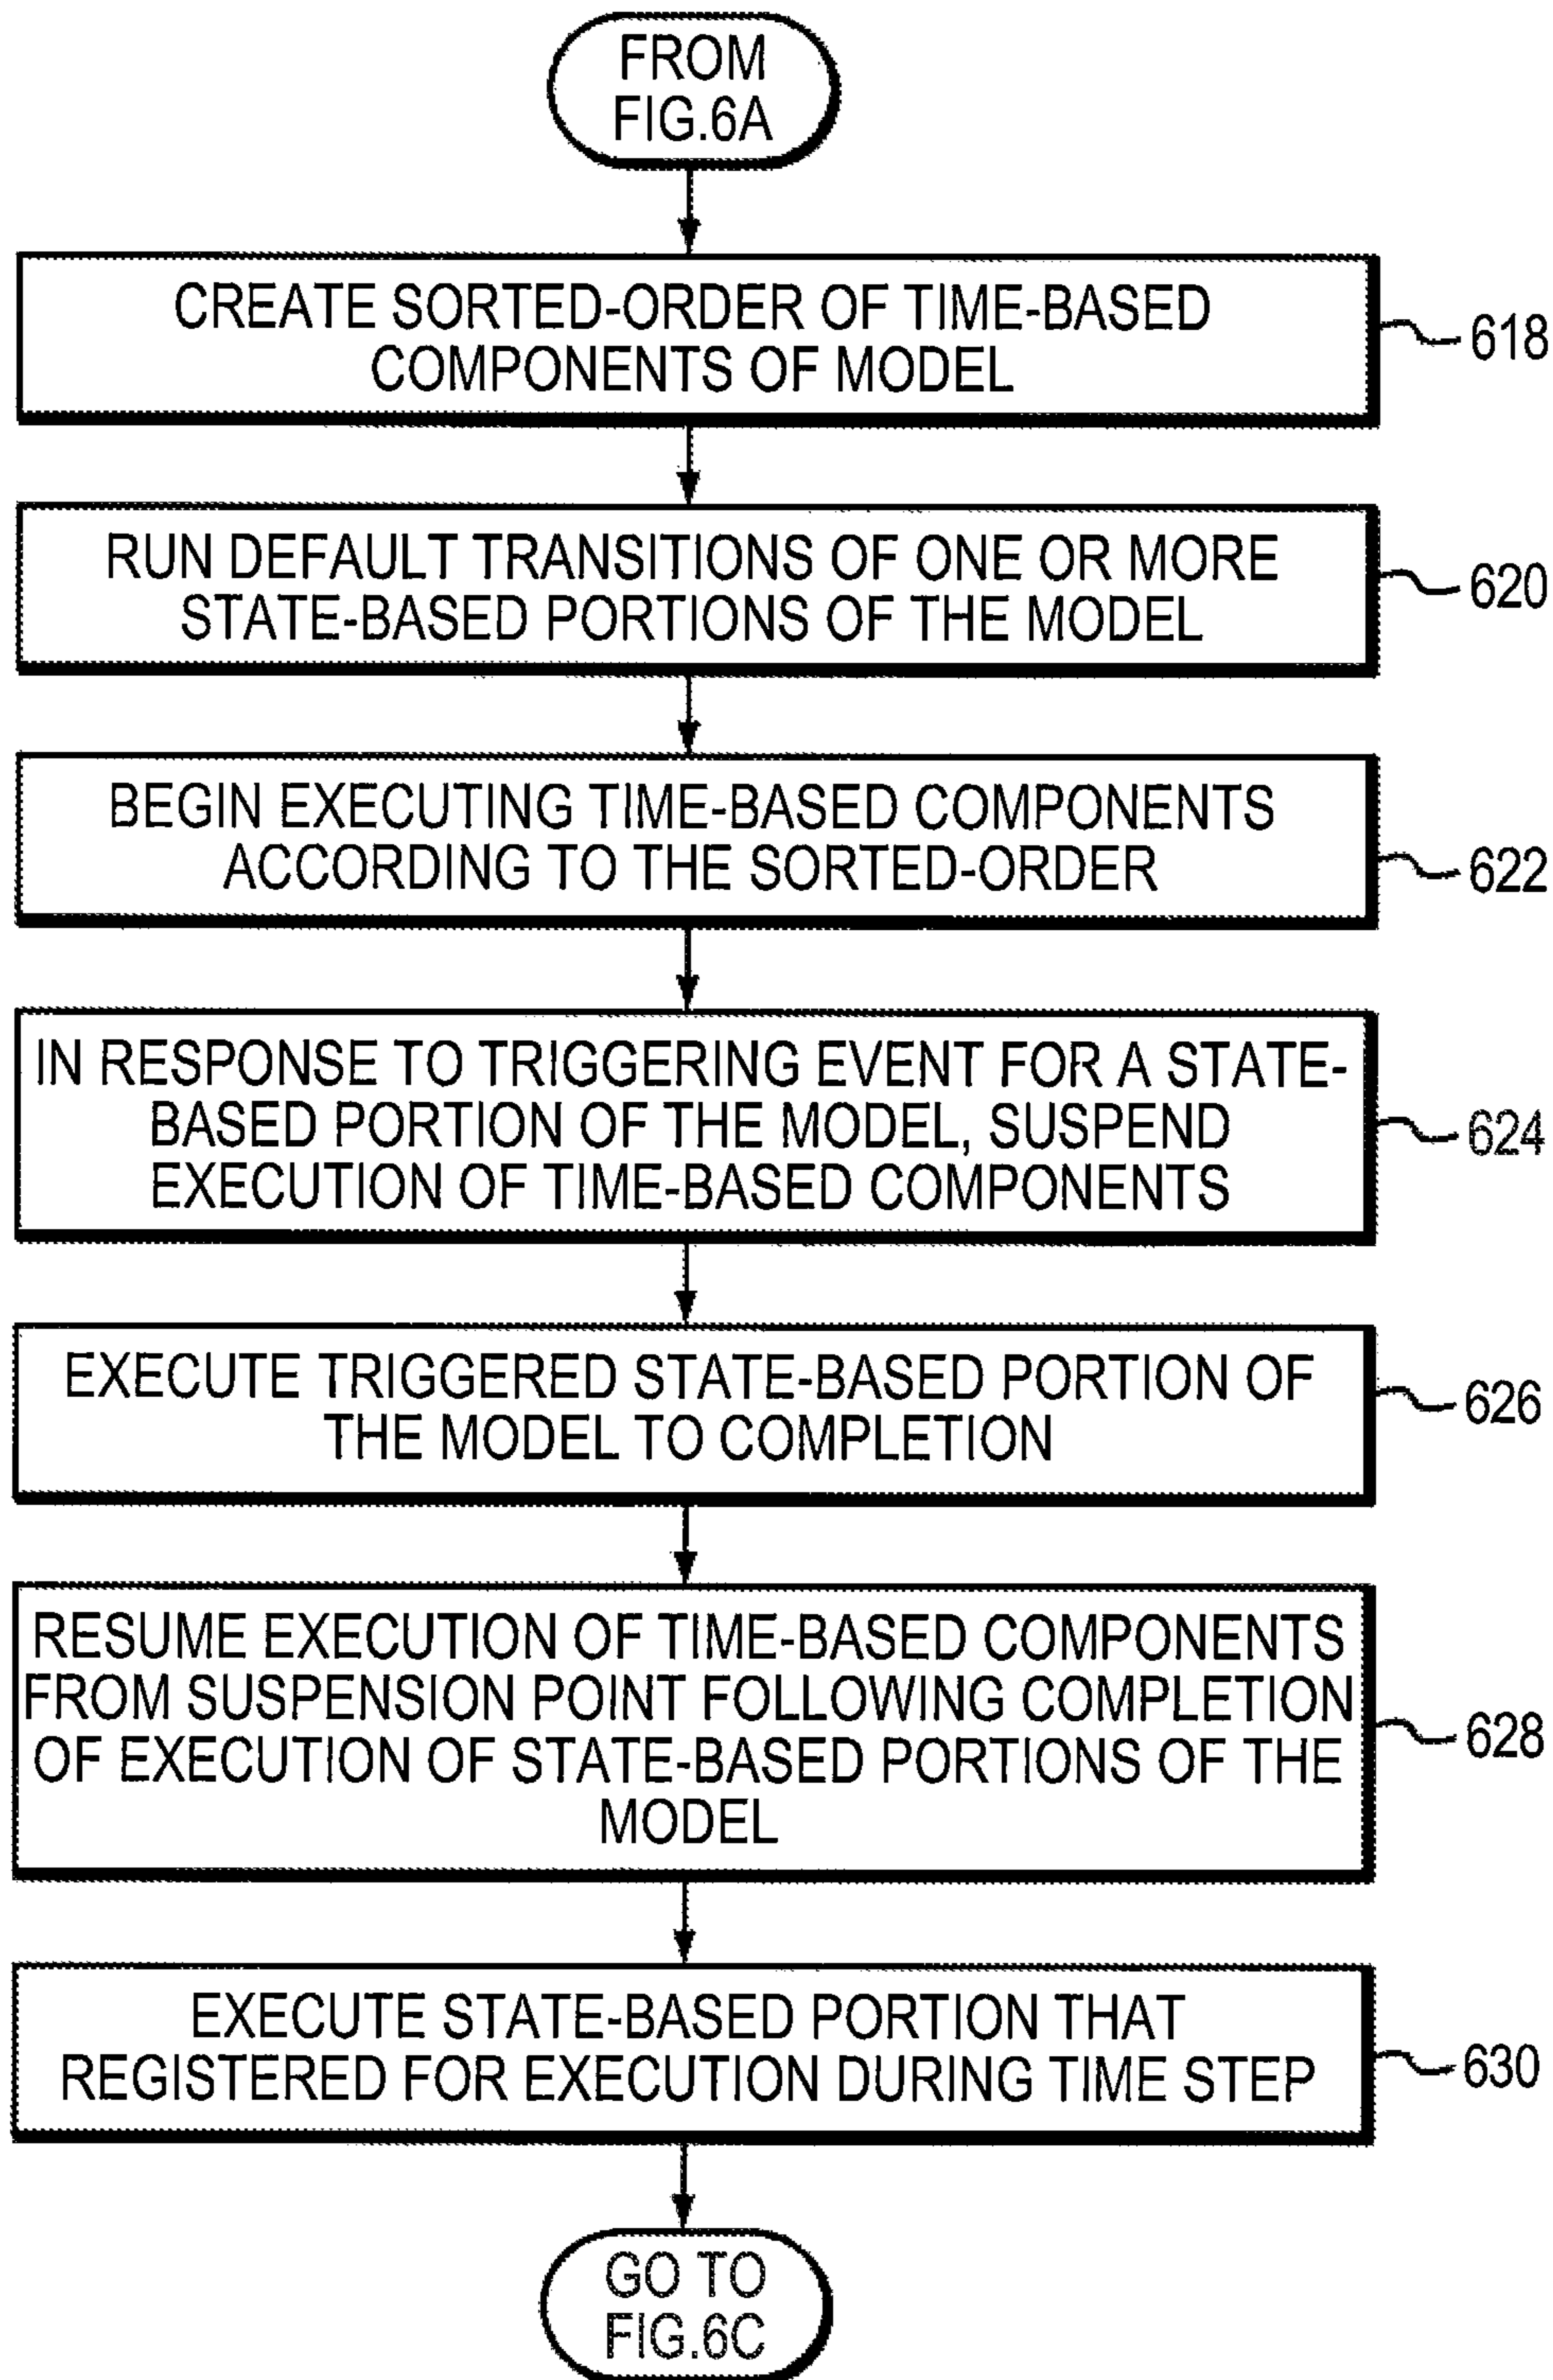 FROM
FIG.6A
CREATE SORTED-ORDER OF TIME-BASED
COMPONENTS OF MODEL
618
RUN DEFAULT TRANSITIONS OF ONE OR MORE
STATE-BASED PORTIONS OF THE MODEL
620
BEGIN EXECUTING TIME-BASED COMPONENTS
ACCORDING TO THE SORTED-ORDER
622
IN RESPONSE TO TRIGGERING EVENT FOR A STATE-
BASED PORTION OF THE MODEL, SUSPEND
EXECUTION OF TIME-BASED COMPONENTS
624
EXECUTE TRIGGERED STATE-BASED PORTION OF
THE MODEL TO COMPLETION
626
RESUME EXECUTION OF TIME-BASED COMPONENTS
FROM SUSPENSION POINT FOLLOWING COMPLETION
OF EXECUTION OF STATE-BASED PORTIONS OF THE
MODEL
628
EXECUTE STATE-BASED PORTION THAT
REGISTERED FOR EXECUTION DURING TIME STEP
630
GO TO
FIG.6C